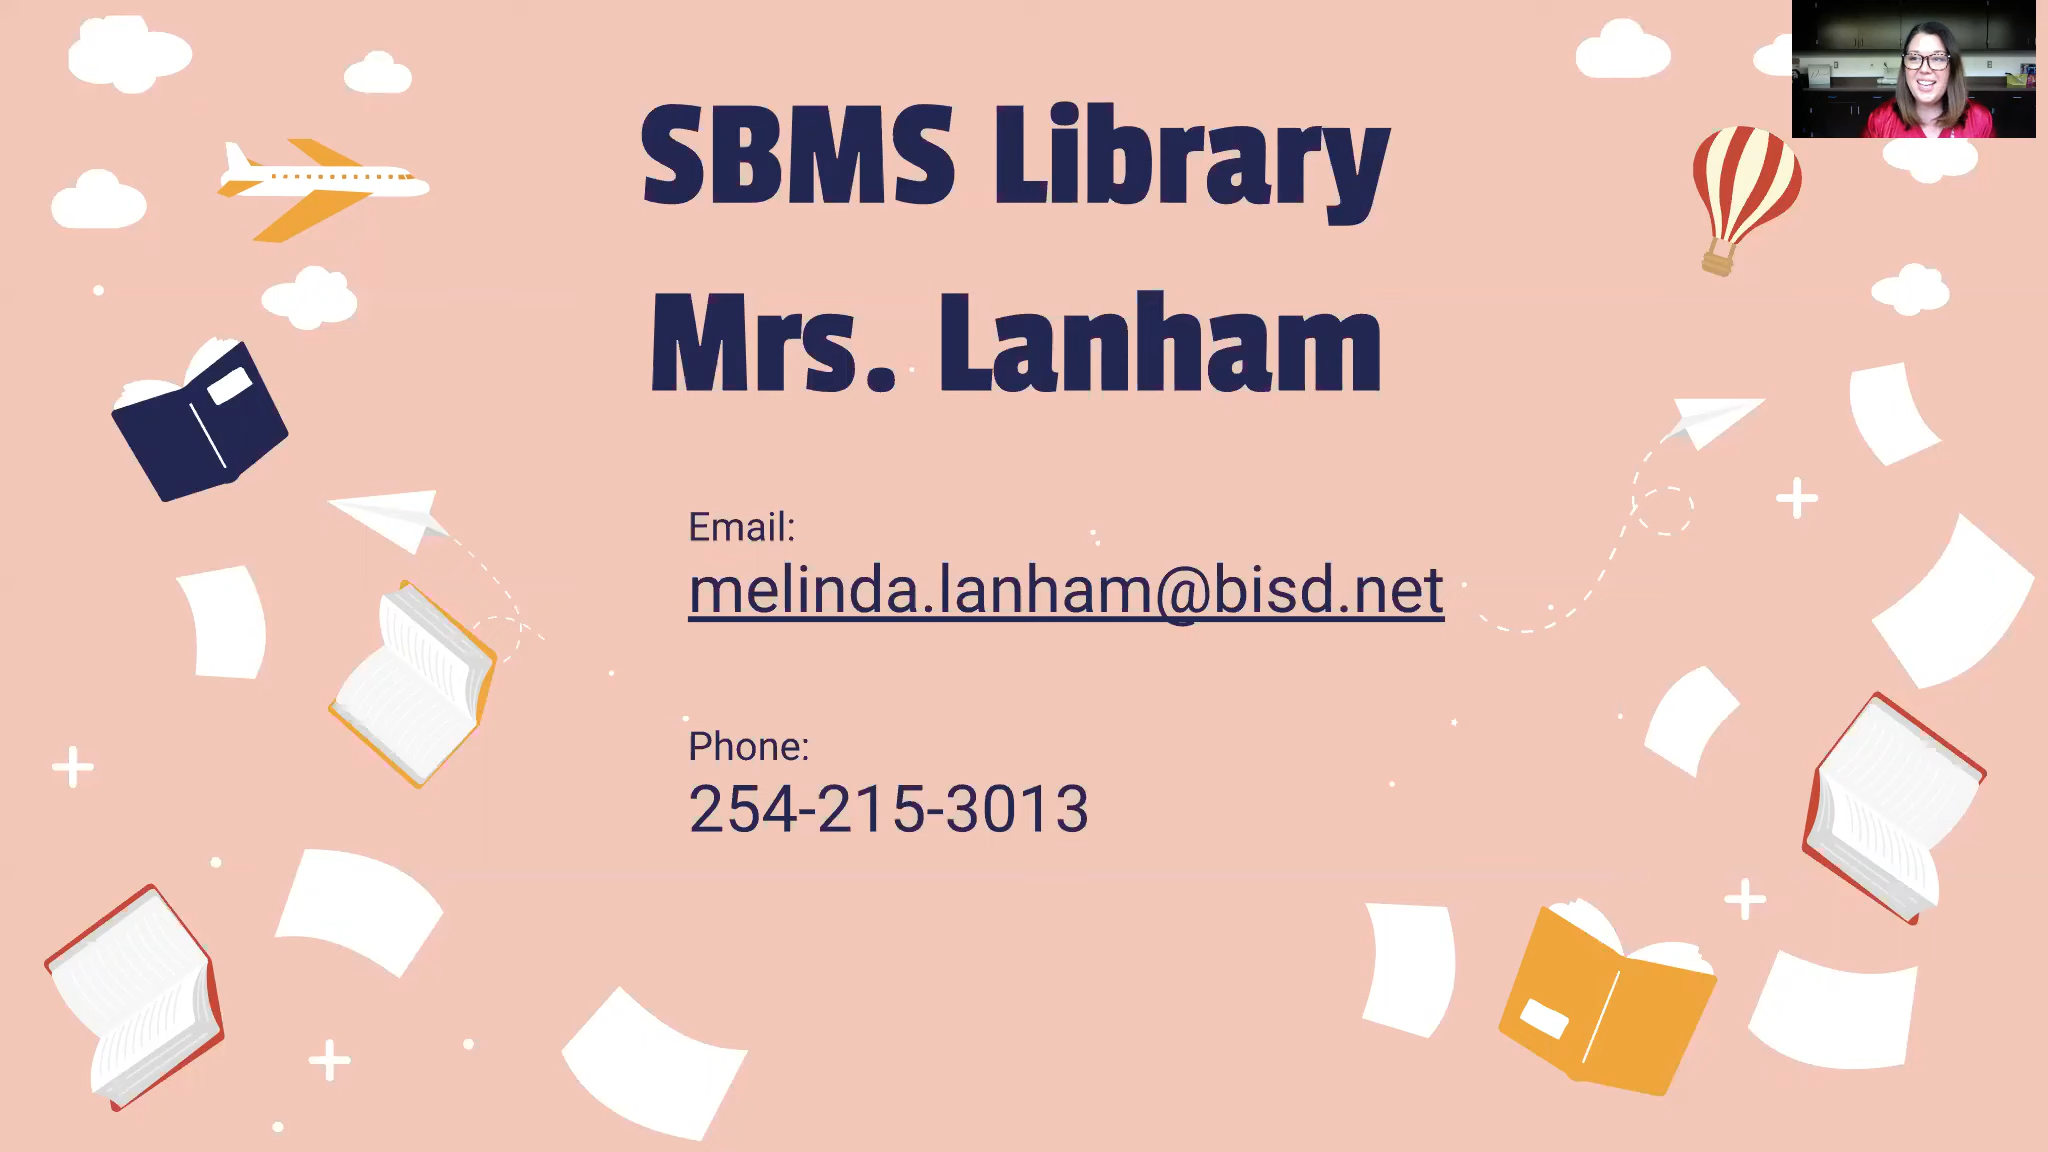 SBMS Library
Mrs. Lanham
Email:
melinda.lanham@bisd.net
Phone:
254-215-3013